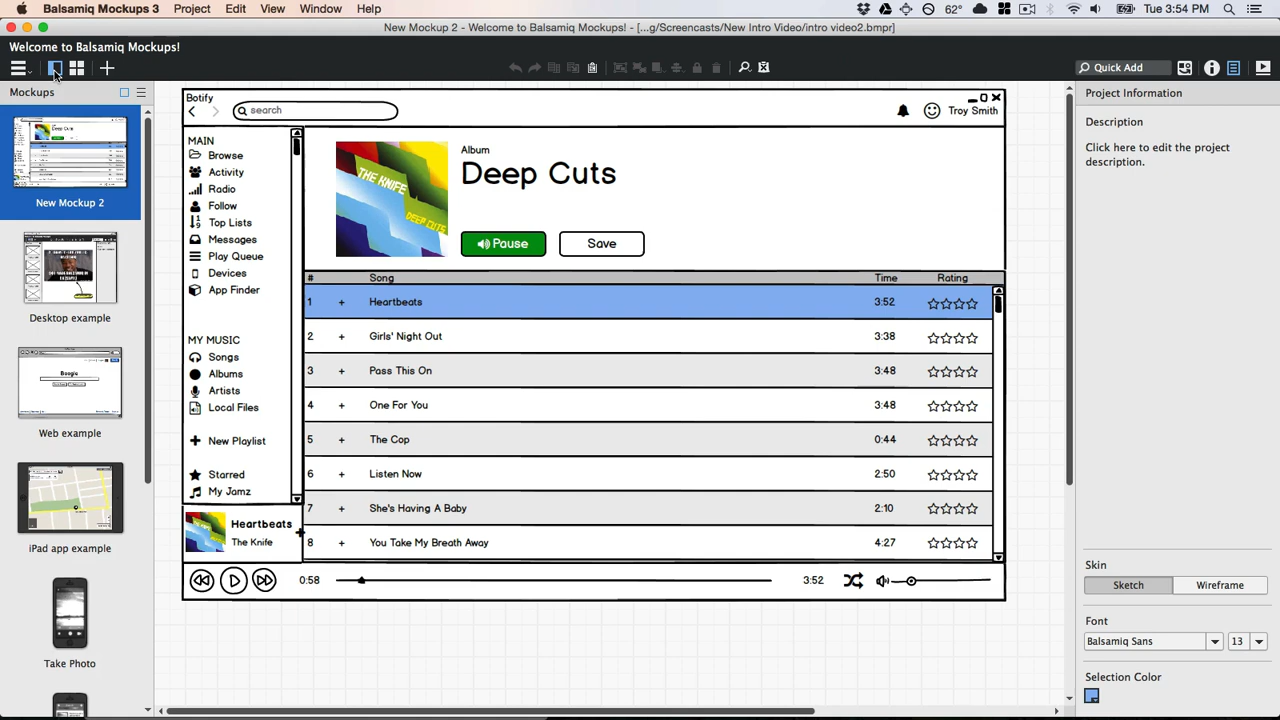 Balsamiq Mockups 3 Project Edit View Window Help 62° Tue 3:54 PM
New Mockup 2 - Welcome to Balsamiq Mockups! - [...g/Screencasts/New Intro Video/intro video2.bmpr]
Welcome to Balsamiq Mockups!
Quick Add
Mockups
New Mockup 2
Desktop example
Boogle
Web example
iPad app example
Take Photo
Botify
search
Troy Smith
MAIN
Browse
Activity
Radio
Follow
Top Lists
Messages
Play Queue
Devices
App Finder
MY MUSIC
Songs
Albums
Artists
Local Files
New Playlist
Starred
My Jamz
Heartbeats
The Knife
THE KNIFE
DEEP CUTS
Album
Deep Cuts
Pause Save
# Song Time Rating
1 + Heartbeats 3:52
2 + Girls' Night Out 3:38
3 + Pass This On 3:48
4 + One For You 3:48
5 + The Cop 0:44
6 + Listen Now 2:50
7 + She's Having A Baby 2:10
8 + You Take My Breath Away 4:27
0:58 3:52
Project Information
Description
Click here to edit the project
description.
Skin
Sketch Wireframe
Font
Balsamiq Sans 13
Selection Color